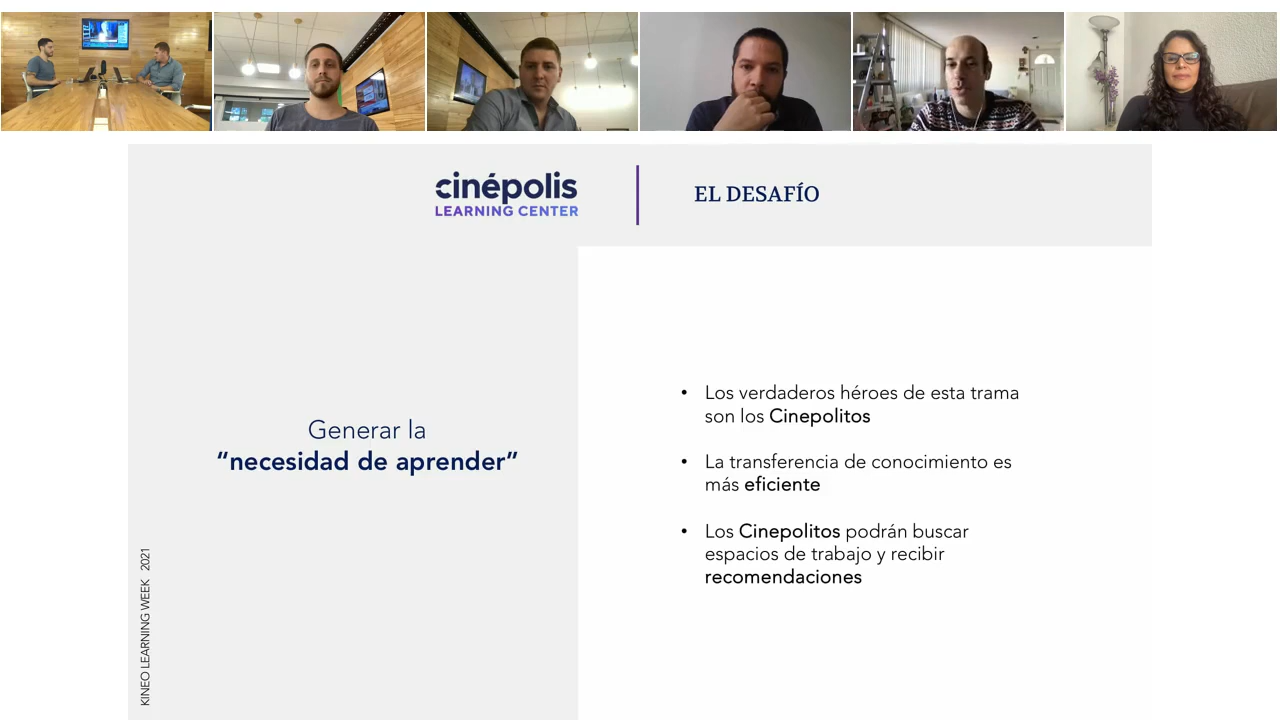 cinépolis
LEARNING CENTER
EL DESAFÍO
Generar la
“necesidad de aprender”
• Los verdaderos héroes de esta trama
son los Cinepolitos
• La transferencia de conocimiento es
más eficiente
• Los Cinepolitos podrán buscar
espacios de trabajo y recibir
recomendaciones
KINEO LEARNING WEEK 2021